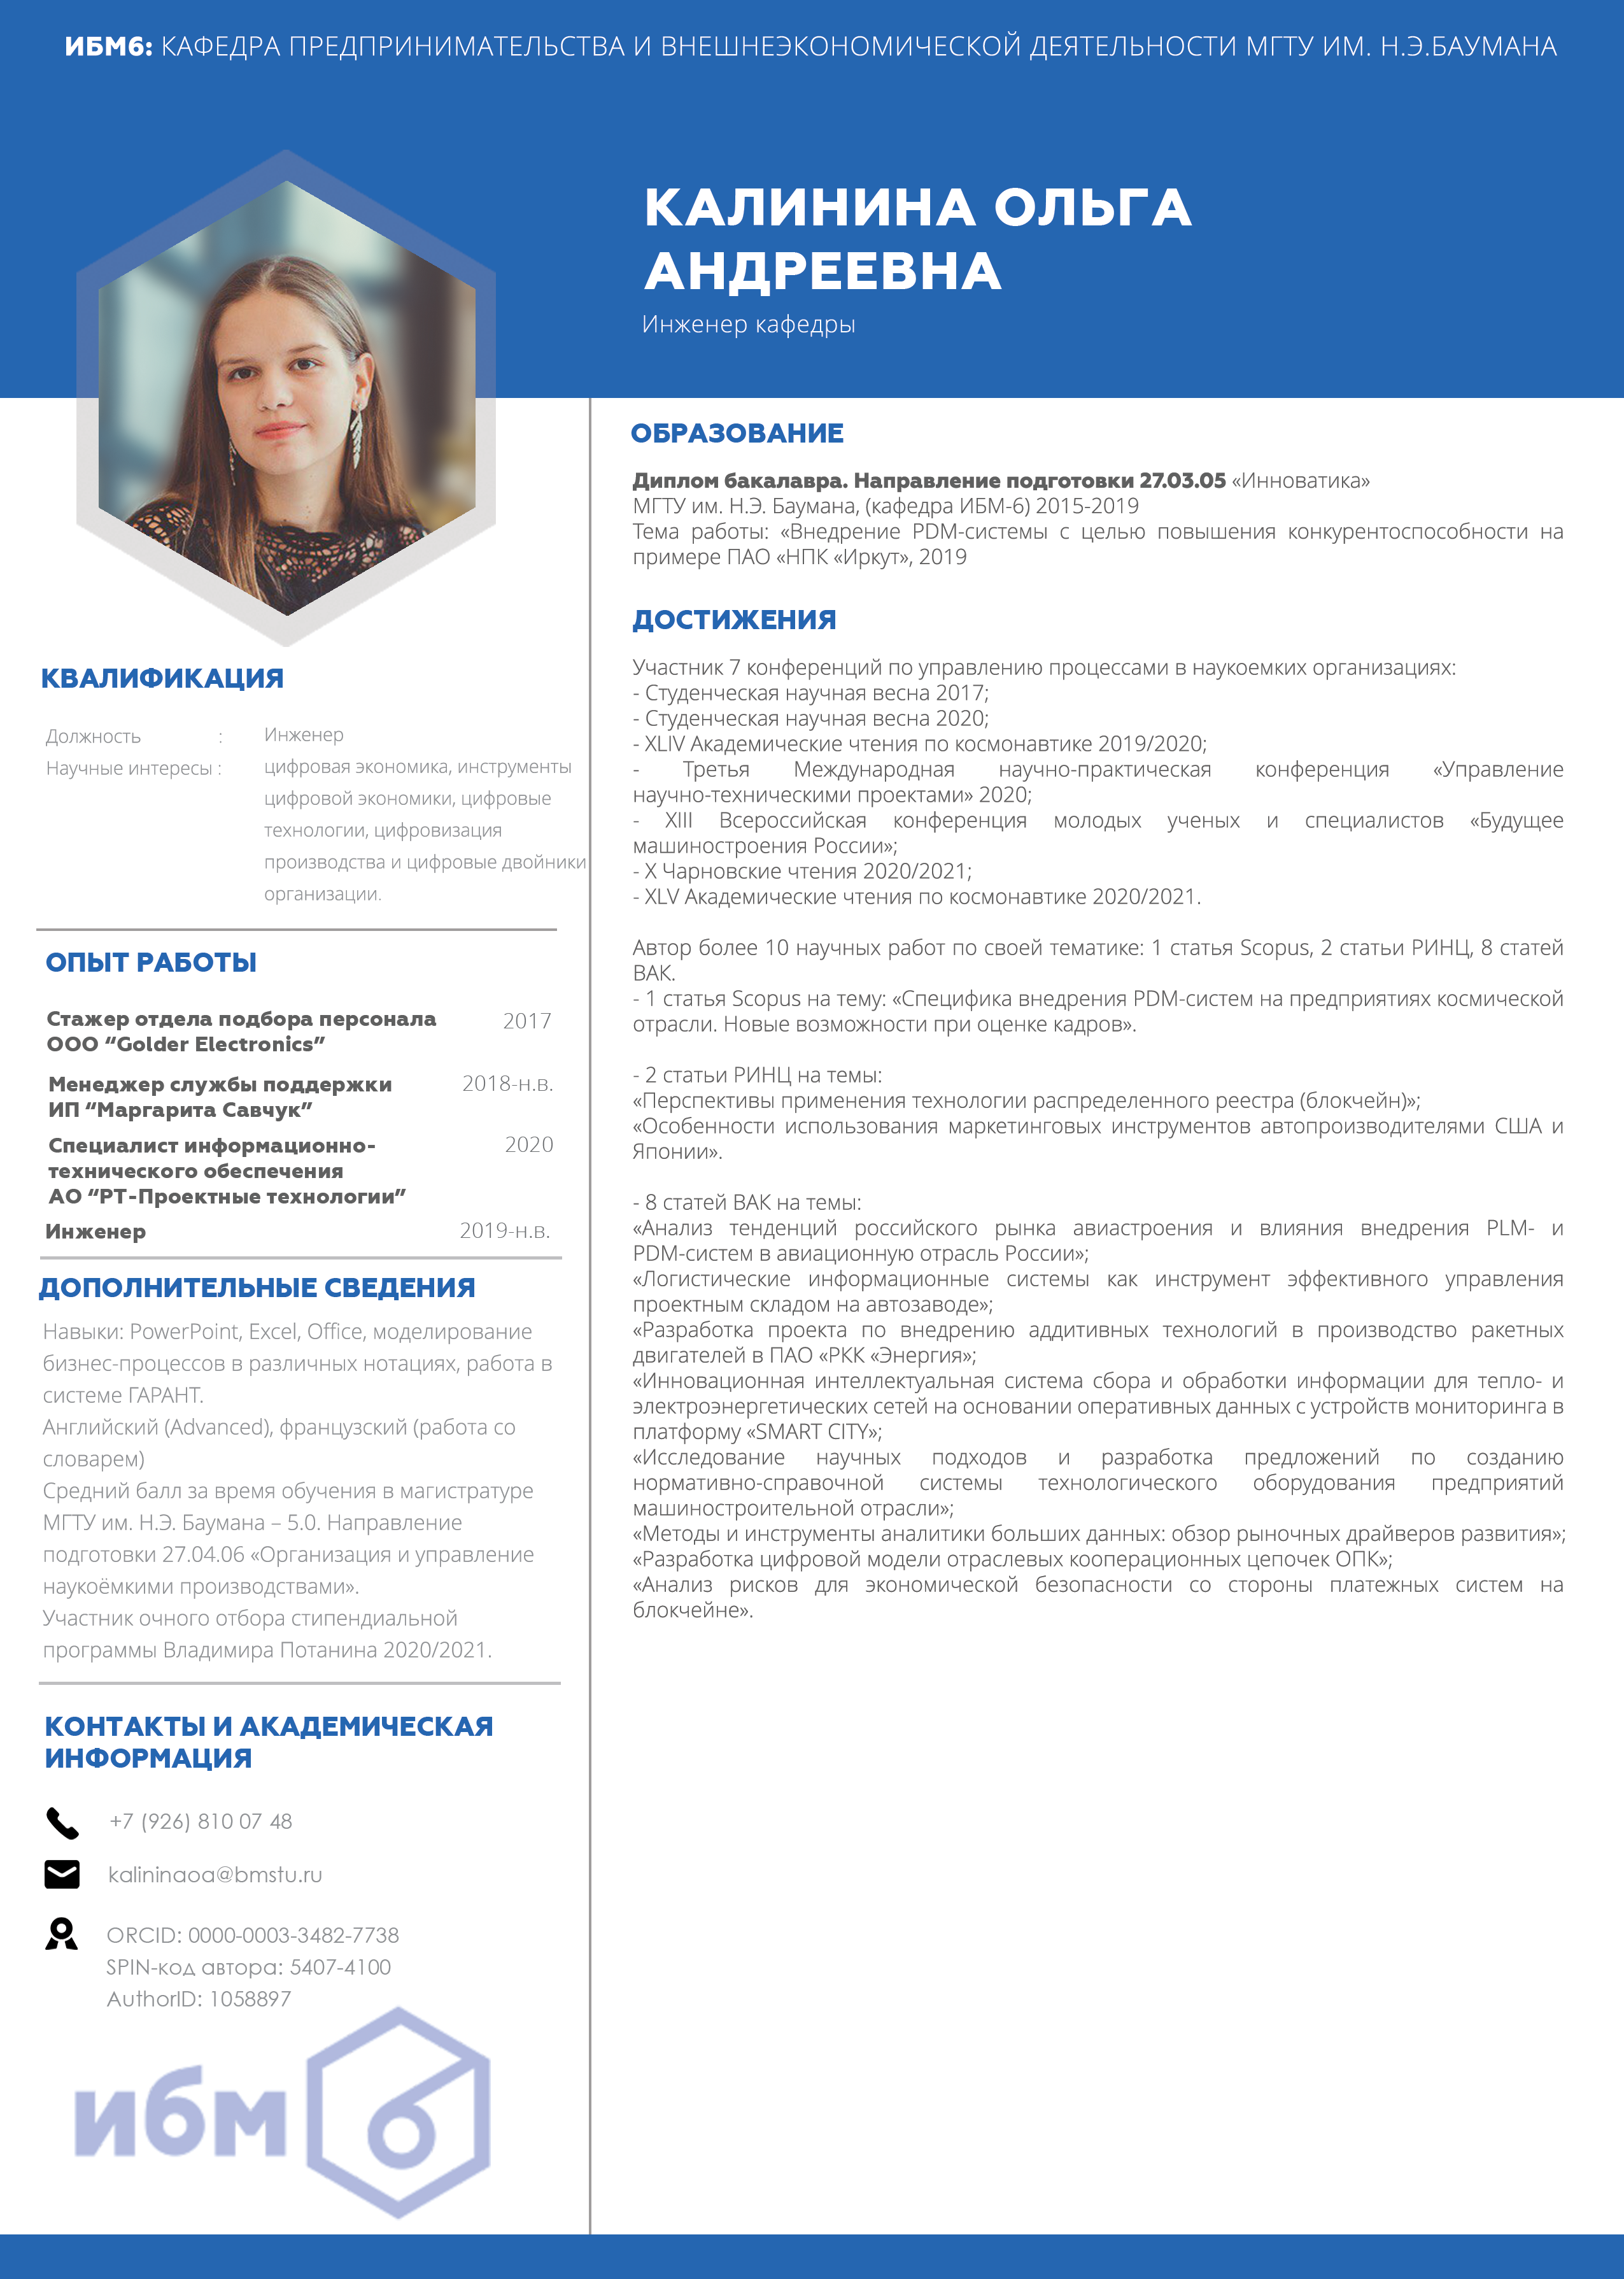 ИБМ6: КАФЕДРА ПРЕДПРИНИМАТЕЛЬСТВА И ВНЕШНЕЭКОНОМИЧЕСКОЙ ДЕЯТЕЛЬНОСТИ МГТУ ИМ. Н.Э.БАУМАНА
КАЛИНИНА ОЛЬГА
АНДРЕЕВНА
Инженер кафедры
КВАЛИФИКАЦИЯ
Должность : Инженер
Научные интересы : цифровая экономика, инструменты
цифровой экономики, цифровые
технологии, цифровизация
производства и цифровые двойники
организации.
ОПЫТ РАБОТЫ
Стажер отдела подбора персонала 2017
ООО “Golder Electronics”
Менеджер службы поддержки 2018-н.в.
ИП “Маргарита Савчук”
Специалист информационно- 2020
технического обеспечения
АО “РТ-Проектные технологии”
Инженер 2019-н.в.
ДОПОЛНИТЕЛЬНЫЕ СВЕДЕНИЯ
Навыки: PowerPoint, Excel, Office, моделирование
бизнес-процессов в различных нотациях, работа в
системе ГАРАНТ.
Английский (Advanced), французский (работа со
словарем)
Средний балл за время обучения в магистратуре
МГТУ им. Н.Э. Баумана – 5.0. Направление
подготовки 27.04.06 «Организация и управление
наукоёмкими производствами».
Участник очного отбора стипендиальной
программы Владимира Потанина 2020/2021.
КОНТАКТЫ И АКАДЕМИЧЕСКАЯ
ИНФОРМАЦИЯ
+7 (926) 810 07 48
kalininaoa@bmstu.ru
ORCID: 0000-0003-3482-7738
SPIN-код автора: 5407-4100
AuthorID: 1058897
ибм 6
ОБРАЗОВАНИЕ
Диплом бакалавра. Направление подготовки 27.03.05 «Инноватика»
МГТУ им. Н.Э. Баумана, (кафедра ИБМ-6) 2015-2019
Тема работы: «Внедрение PDM-системы с целью повышения конкурентоспособности на
примере ПАО «НПК «Иркут», 2019
ДОСТИЖЕНИЯ
Участник 7 конференций по управлению процессами в наукоемких организациях:
- Студенческая научная весна 2017;
- Студенческая научная весна 2020;
- XLIV Академические чтения по космонавтике 2019/2020;
- Третья Международная научно-практическая конференция «Управление
научно-техническими проектами» 2020;
- XIII Всероссийская конференция молодых ученых и специалистов «Будущее
машиностроения России»;
- X Чарновские чтения 2020/2021;
- XLV Академические чтения по космонавтике 2020/2021.
Автор более 10 научных работ по своей тематике: 1 статья Scopus, 2 статьи РИНЦ, 8 статей
ВАК.
- 1 статья Scopus на тему: «Специфика внедрения PDM-систем на предприятиях космической
отрасли. Новые возможности при оценке кадров».
- 2 статьи РИНЦ на темы:
«Перспективы применения технологии распределенного реестра (блокчейн)»;
«Особенности использования маркетинговых инструментов автопроизводителями США и
Японии».
- 8 статей ВАК на темы:
«Анализ тенденций российского рынка авиастроения и влияния внедрения PLM- и
PDM-систем в авиационную отрасль России»;
«Логистические информационные системы как инструмент эффективного управления
проектным складом на автозаводе»;
«Разработка проекта по внедрению аддитивных технологий в производство ракетных
двигателей в ПАО «РКК «Энергия»;
«Инновационная интеллектуальная система сбора и обработки информации для тепло- и
электроэнергетических сетей на основании оперативных данных с устройств мониторинга в
платформу «SMART CITY»;
«Исследование научных подходов и разработка предложений по созданию
нормативно-справочной системы технологического оборудования предприятий
машиностроительной отрасли»;
«Методы и инструменты аналитики больших данных: обзор рыночных драйверов развития»;
«Разработка цифровой модели отраслевых кооперационных цепочек ОПК»;
«Анализ рисков для экономической безопасности со стороны платежных систем на
блокчейне».